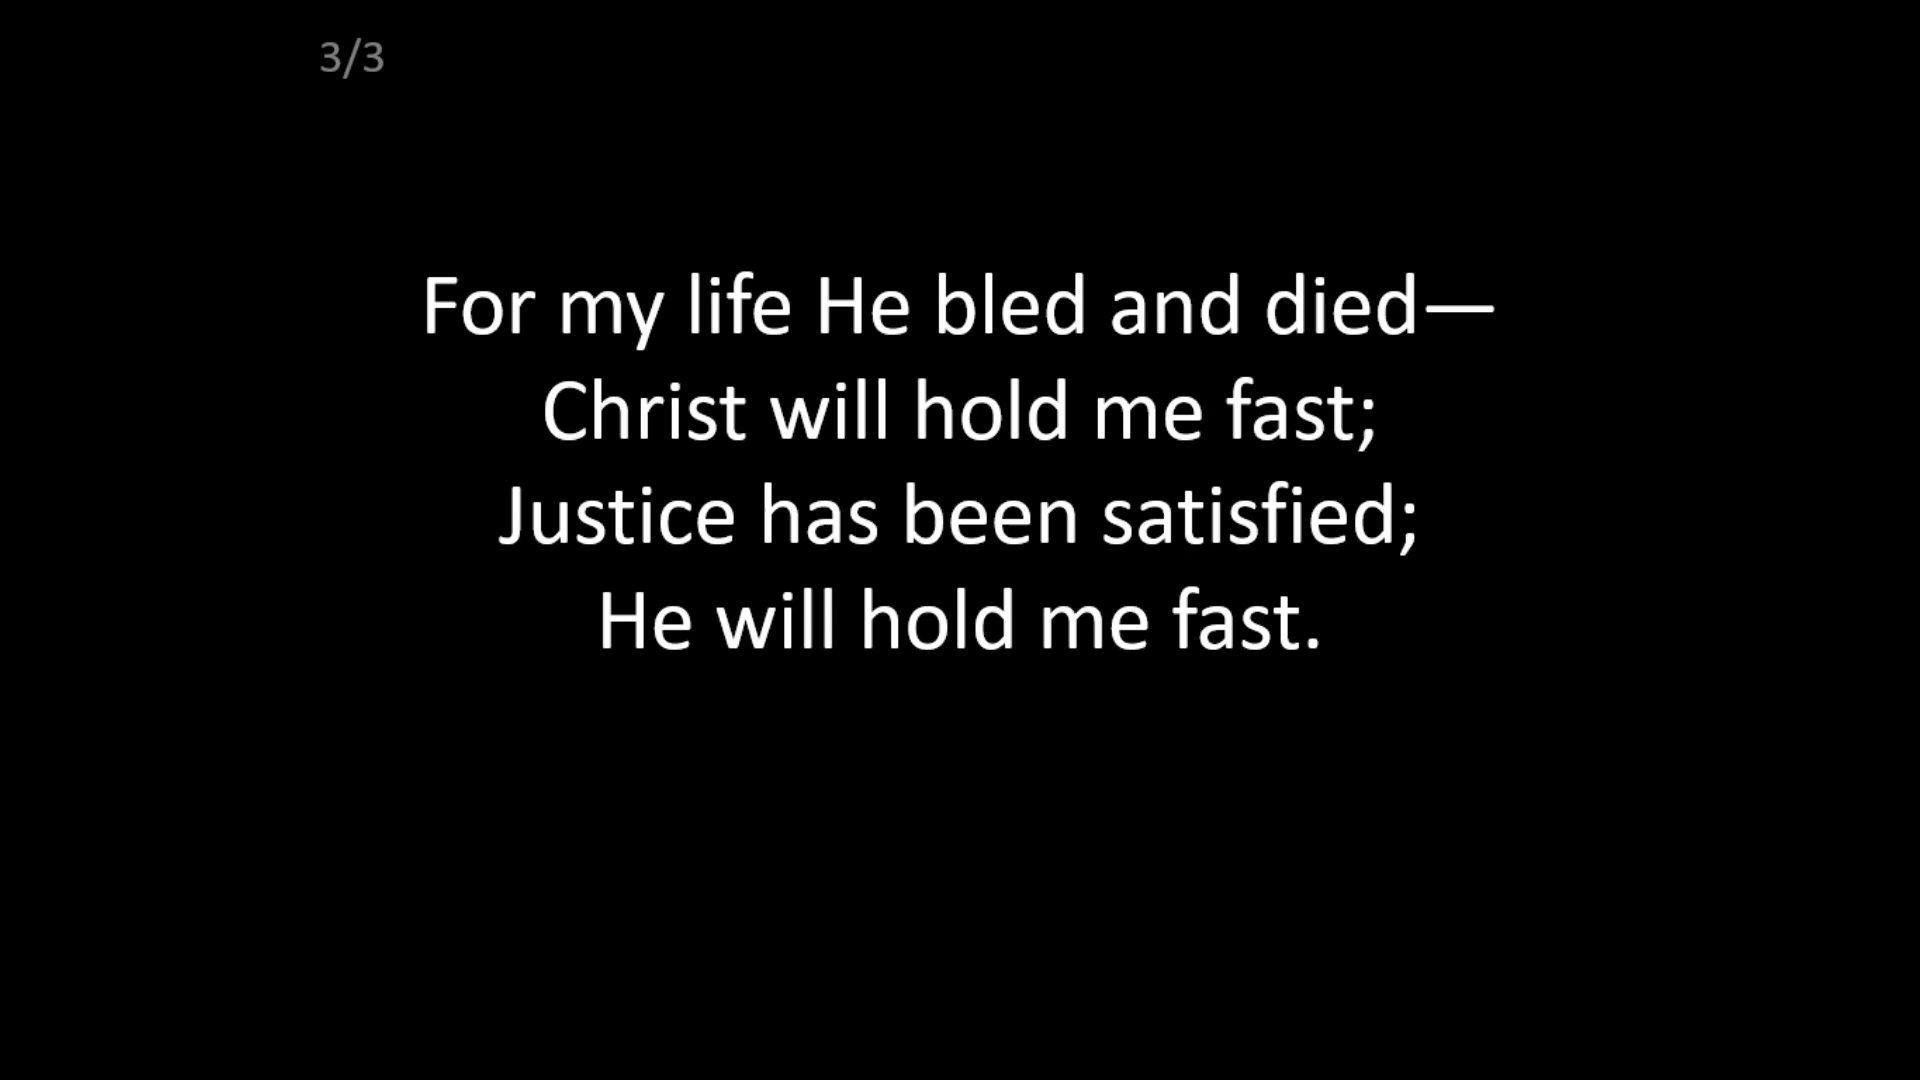 3/3
For my life He bled and died—
Christ will hold me fast;
Justice has been satisfied;
He will hold me fast.